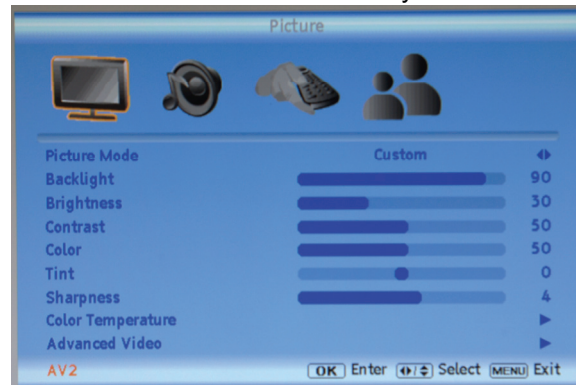 Picture
Picture Mode Custom
Backlight 90
Brightness 30
Contrast 50
Color 50
Tint 0
Sharpness 4
Color Temperature
Advanced Video
AV2 OK Enter Select MENU Exit